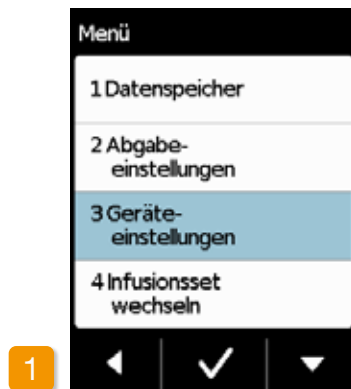 Menü
1 Datenspeicher
2 Abgabe-
einstellungen
3 Geräte-
einstellungen
4 Infusionsset
wechseln
1